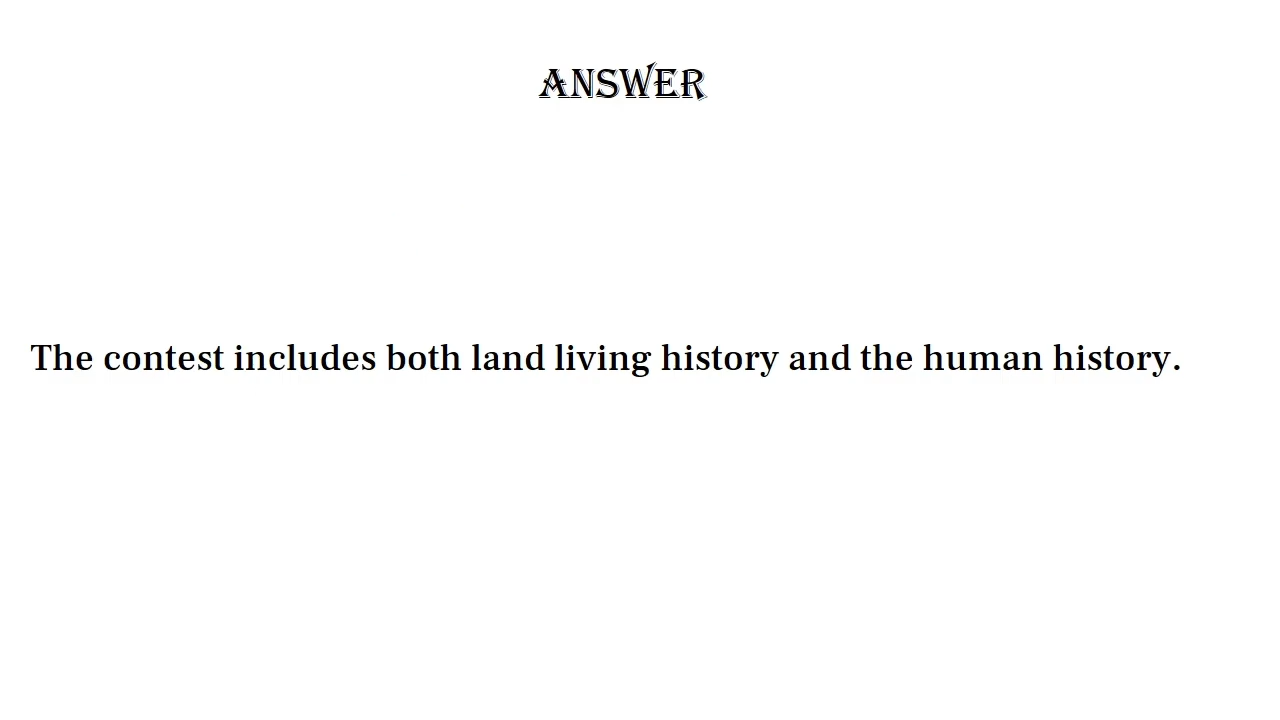 ANSWER
The contest includes both land living history and the human history.